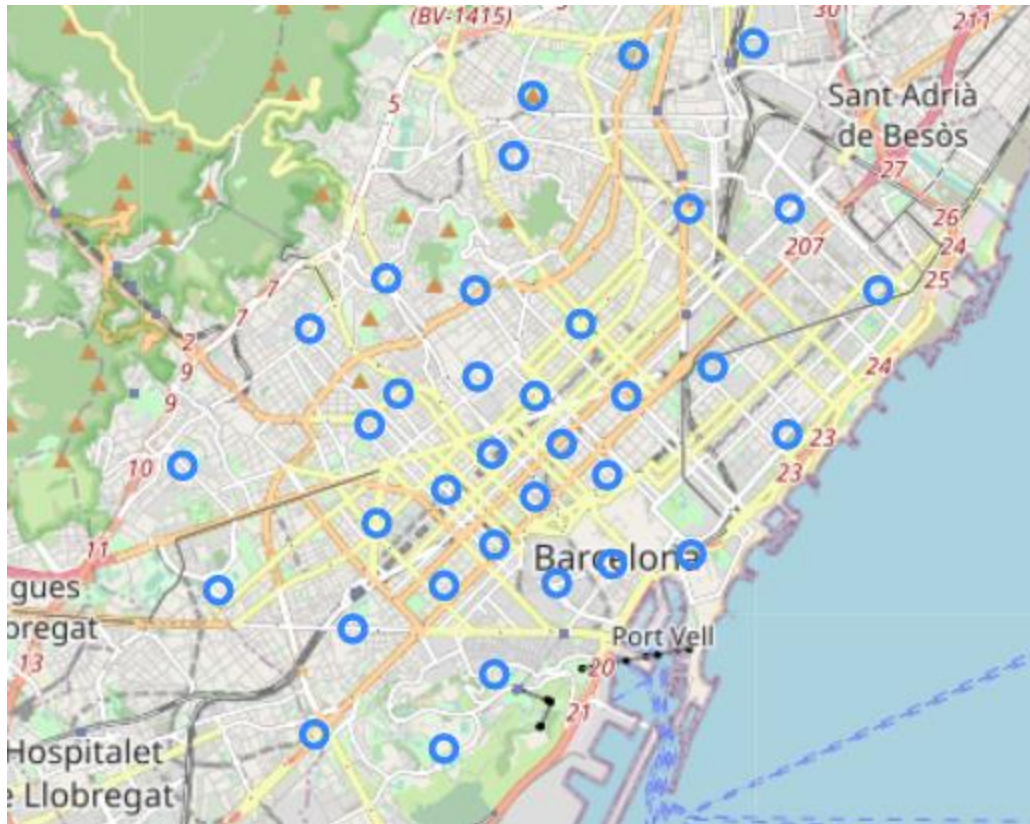 (BV-1415)
30
211
5
Sant Adrià
de Besòs
27
26
207
24
7
25
7
2
9
24
9
23
10
23
11
Barcelona
gues
obregat
Port Vell
13
20
21
Hospitalet
Llobregat